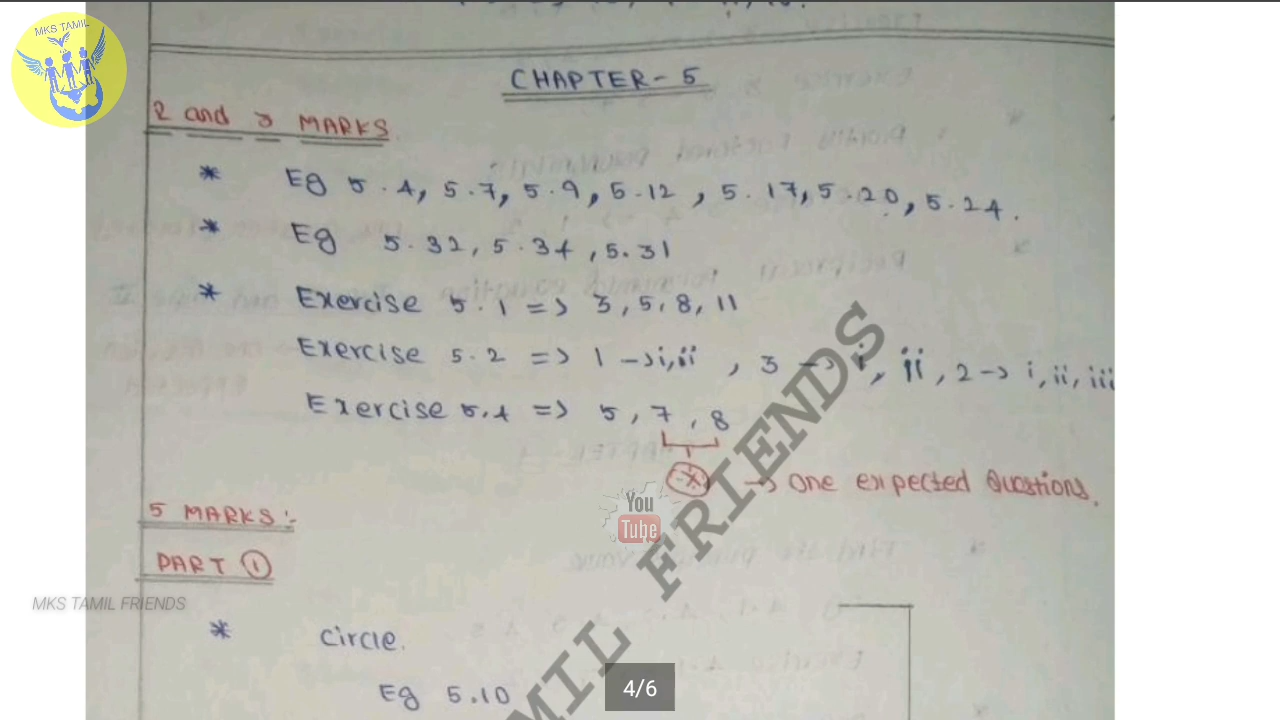 MKS TAMIL
CHAPTER - 5
2 and 3 MARKS.
* Eg 5.4, 5.7, 5.9, 5.12, 5.17, 5.20, 5.24.
* Eg 5.32, 5.34, 5.31
* Exercise 5.1 => 3, 5, 8, 11
Exercise 5.2 => 1 -> i, ii, 3 -> i, ii, 2 -> i, ii, iii
Exercise 5.4 => 5, 7, 8
* -> One expected Questions.
5 MARKS :-
PART ①
* circle.
Eg 5.10
You
Tube
MIL FRIENDS
MKS TAMIL FRIENDS
4/6